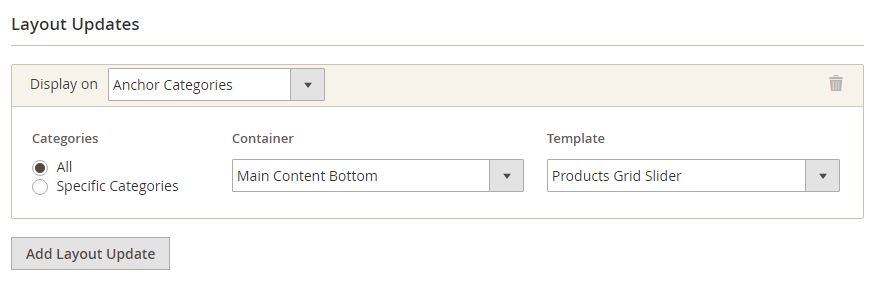 Layout Updates
Display on Anchor Categories
Categories Container Template
All
Specific Categories
Main Content Bottom Products Grid Slider
Add Layout Update